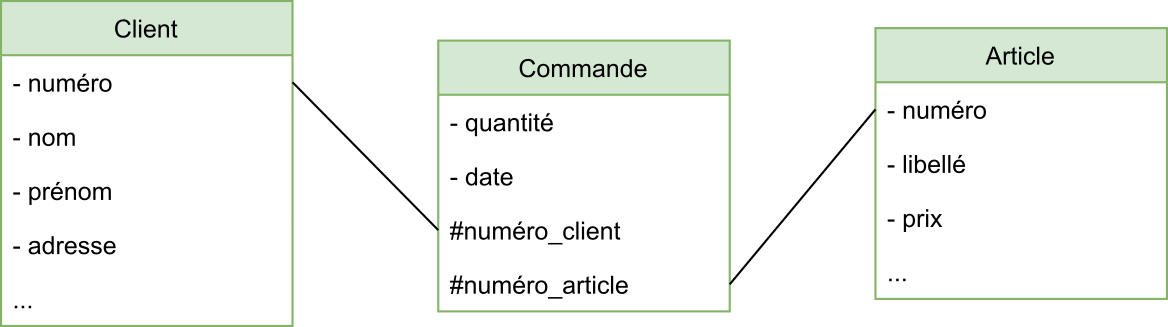 Client
- numéro
- nom
- prénom
- adresse
...
Commande
- quantité
- date
#numéro_client
#numéro_article
Article
- numéro
- libellé
- prix
...